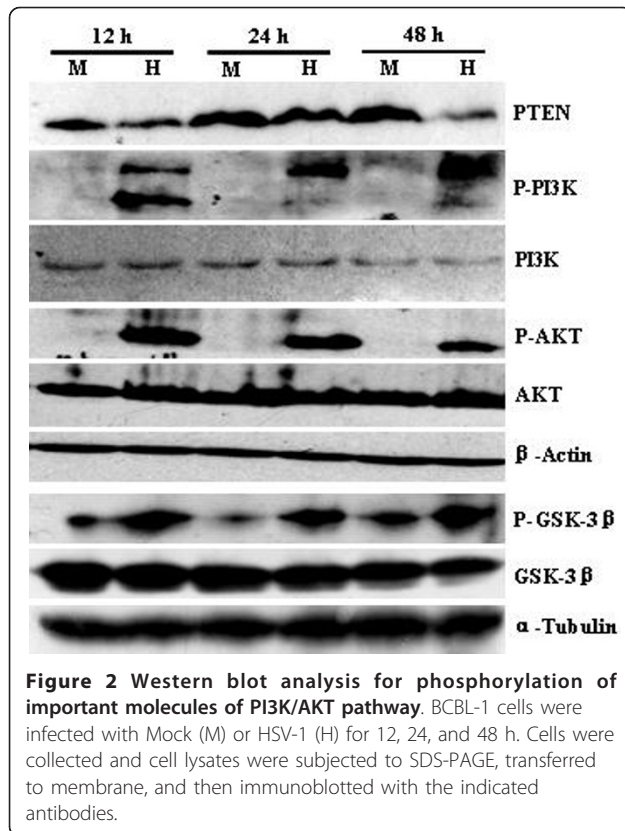 12 h 24 h 48 h
M H M H M H
PTEN
P-PI3K
PI3K
P-AKT
AKT
β-Actin
P-GSK-3β
GSK-3β
α-Tubulin
Figure 2 Western blot analysis for phosphorylation of
important molecules of PI3K/AKT pathway. BCBL-1 cells were
infected with Mock (M) or HSV-1 (H) for 12, 24, and 48 h. Cells were
collected and cell lysates were subjected to SDS-PAGE, transferred
to membrane, and then immunoblotted with the indicated
antibodies.